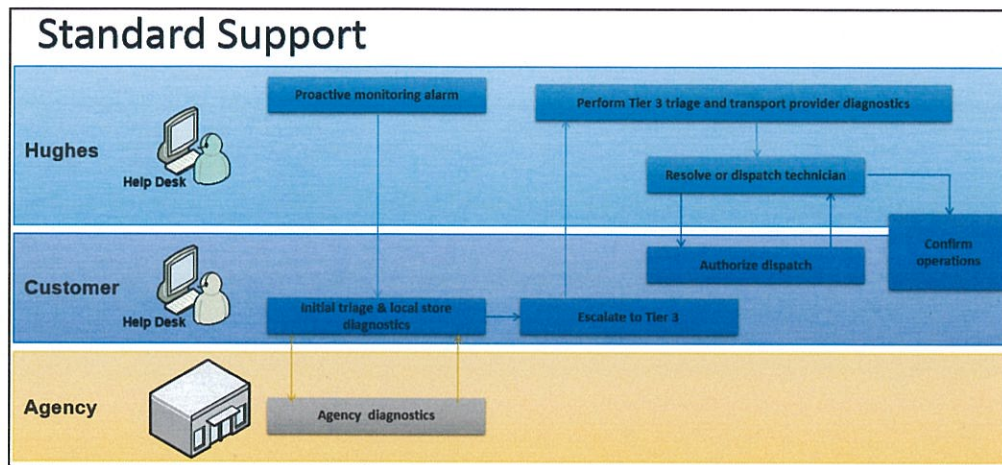 Standard Support
Hughes
Help Desk
Proactive monitoring alarm
Perform Tier 3 triage and transport provider diagnostics
Resolve or dispatch technician
Confirm
operations
Customer
Help Desk
Authorize dispatch
Initial triage & local store
diagnostics
Escalate to Tier 3
Agency
Agency diagnostics